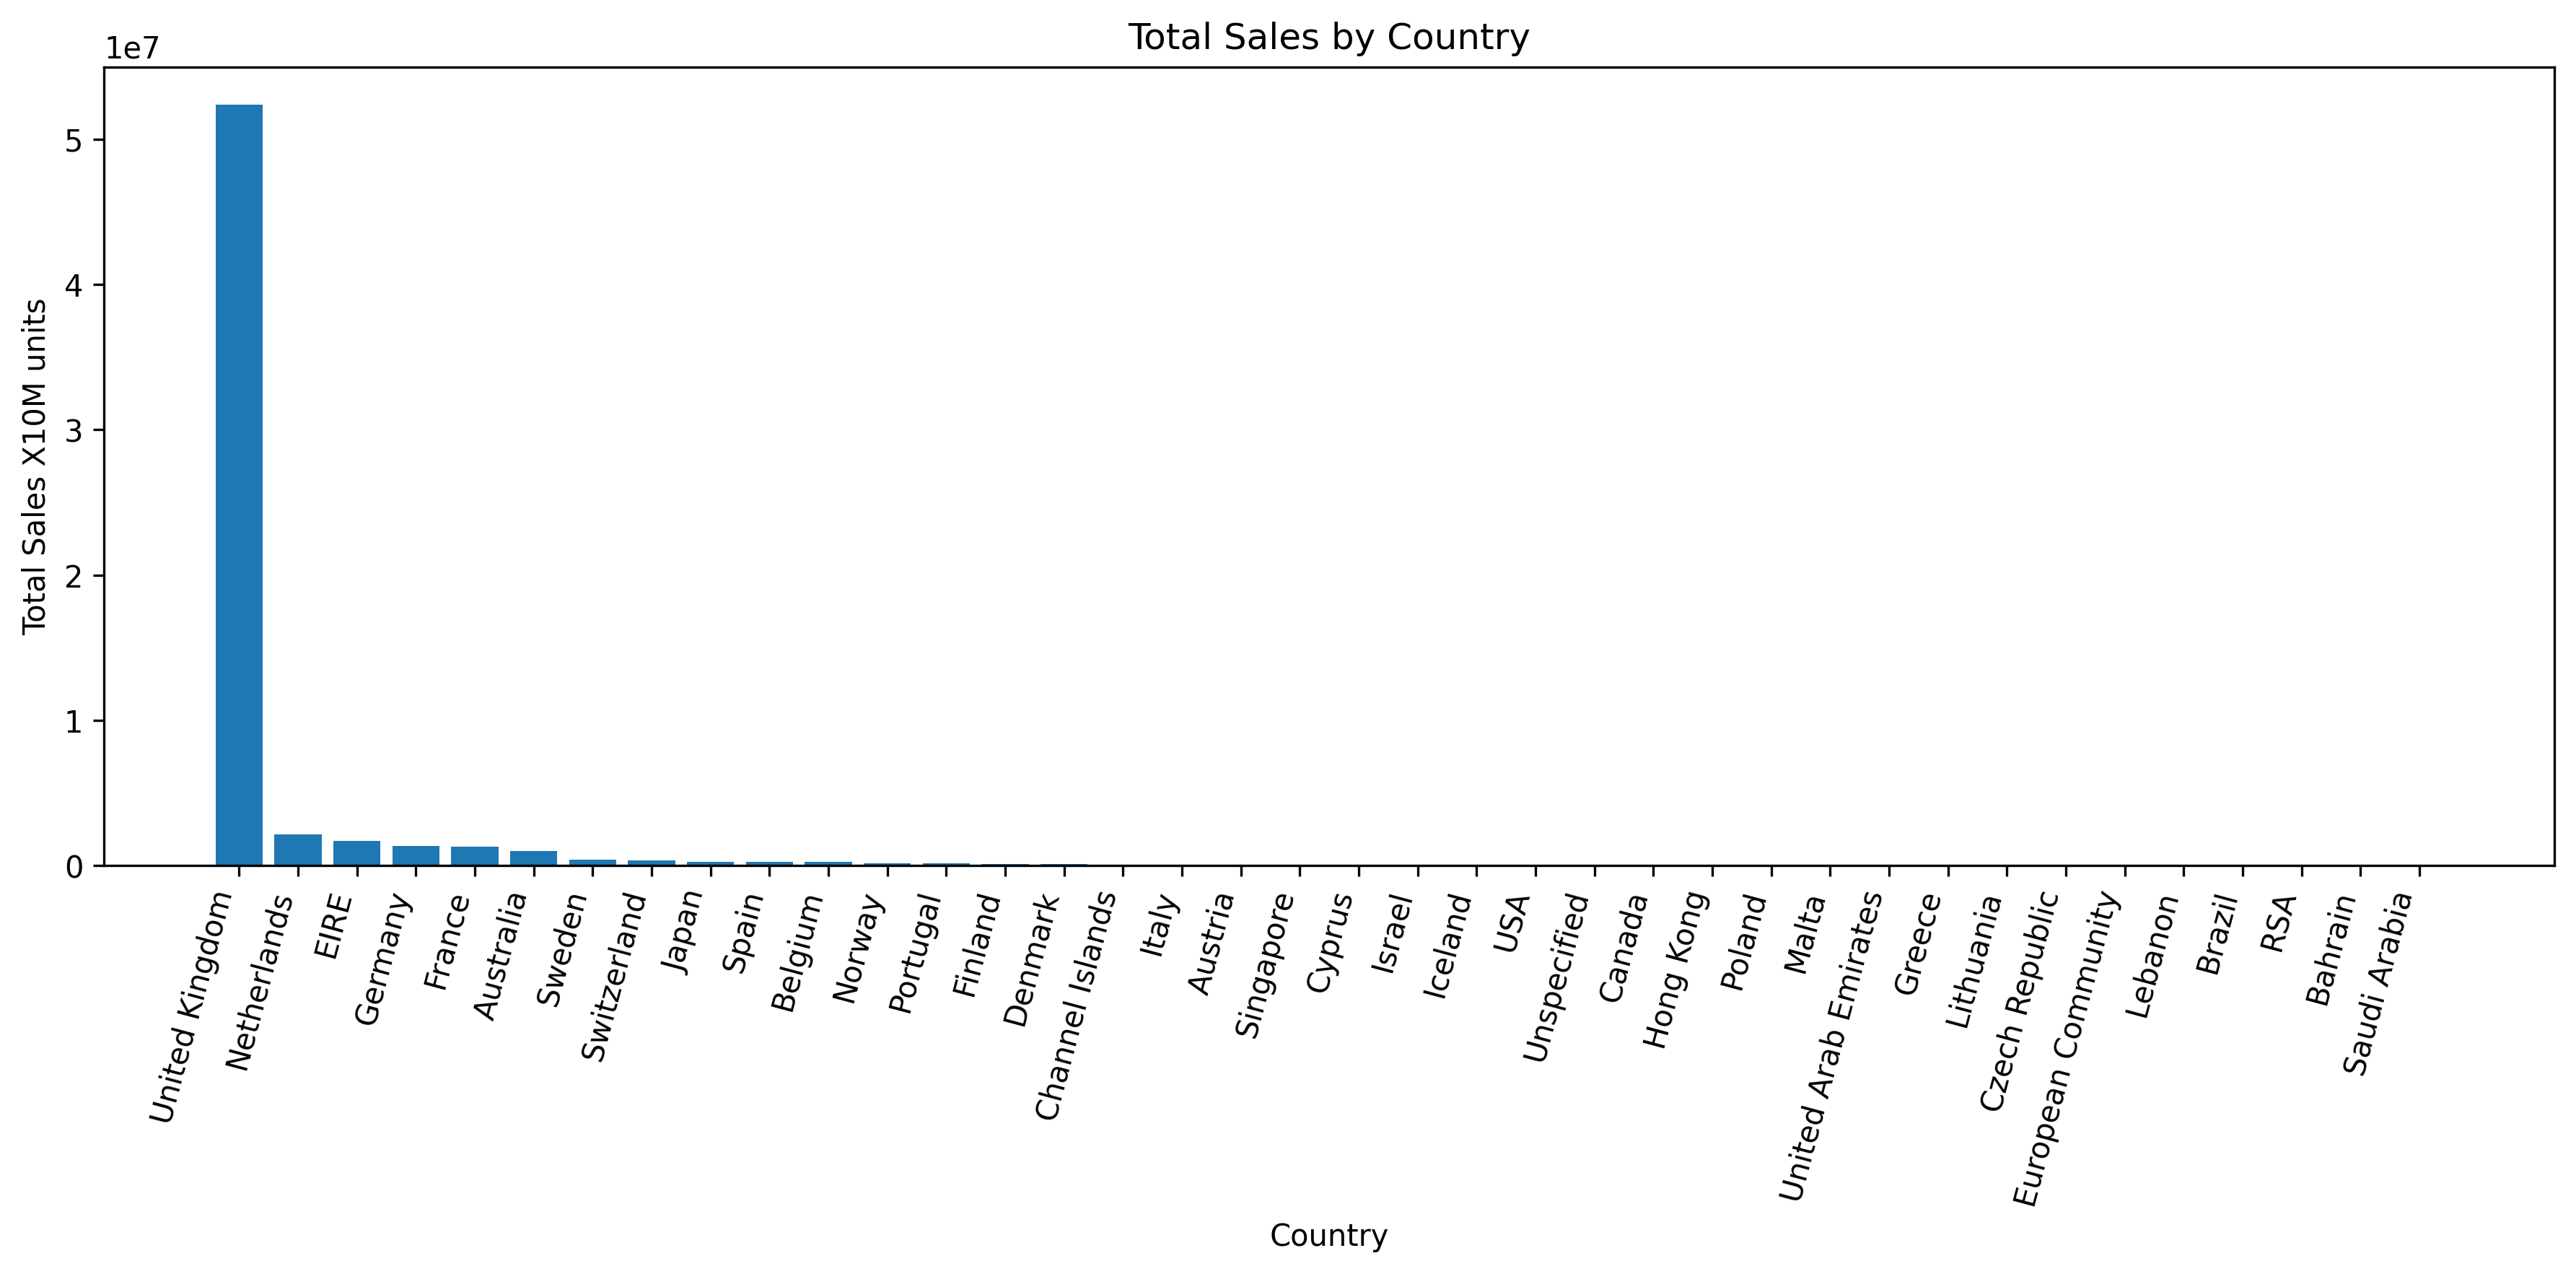 Total Sales by Country
1e7
5
4
3
2
1
0
Total Sales X10M units
United Kingdom
Netherlands
EIRE
Germany
France
Australia
Sweden
Switzerland
Japan
Spain
Belgium
Norway
Portugal
Finland
Denmark
Channel Islands
Italy
Austria
Singapore
Cyprus
Israel
Iceland
USA
Unspecified
Canada
Hong Kong
Poland
Malta
United Arab Emirates
Greece
Lithuania
Czech Republic
European Community
Lebanon
Brazil
RSA
Bahrain
Saudi Arabia
Country